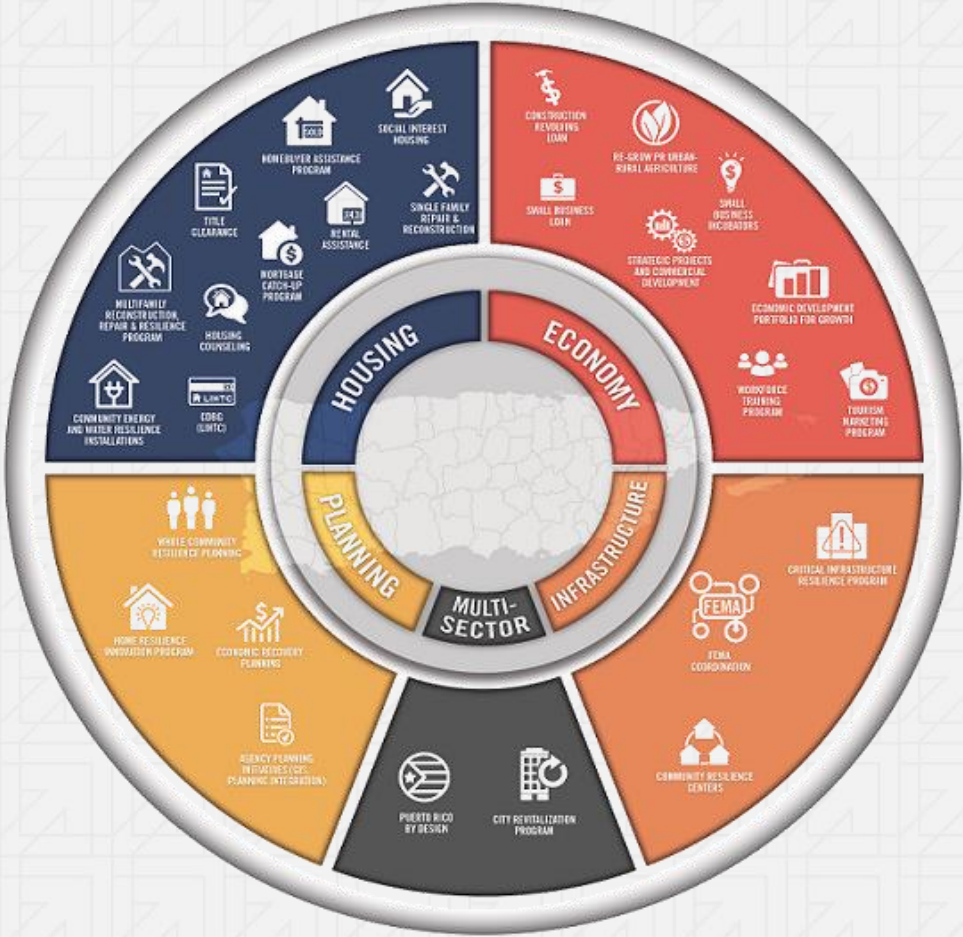 SOCIAL INTEREST
HOUSING
SOLD
HOMEBUYER ASSISTANCE
PROGRAM
TITLE
CLEARANCE
RENTAL
ASSISTANCE
SINGLE FAMILY
REPAIR &
RECONSTRUCTION
MORTGAGE
CATCH-UP
PROGRAM
MULTIFAMILY
RECONSTRUCTION,
REPAIR & RESILIENCE
PROGRAM
HOUSING
COUNSELING
COMMUNITY ENERGY
AND WATER RESILIENCE
INSTALLATIONS
LIHTC
CDBG
(LIHTC)
CONSTRUCTION
REVOLVING
LOAN
RE-GROW PR URBAN-
RURAL AGRICULTURE
SMALL BUSINESS
LOAN
SMALL
BUSINESS
INCUBATORS
STRATEGIC PROJECTS
AND COMMERCIAL
DEVELOPMENT
ECONOMIC DEVELOPMENT
PORTFOLIO FOR GROWTH
WORKFORCE
TRAINING
PROGRAM
TOURISM
MARKETING
PROGRAM
HOUSING
ECONOMY
PLANNING
INFRASTRUCTURE
MULTI-
SECTOR
WHOLE COMMUNITY
RESILIENCE PLANNING
HOME RESILIENCE
INNOVATION PROGRAM
ECONOMIC RECOVERY
PLANNING
AGENCY PLANNING
INITIATIVES (GIS,
PLANNING INTEGRATION)
PUERTO RICO
BY DESIGN
CITY REVITALIZATION
PROGRAM
CRITICAL INFRASTRUCTURE
RESILIENCE PROGRAM
FEMA
FEMA
COORDINATION
COMMUNITY RESILIENCE
CENTERS